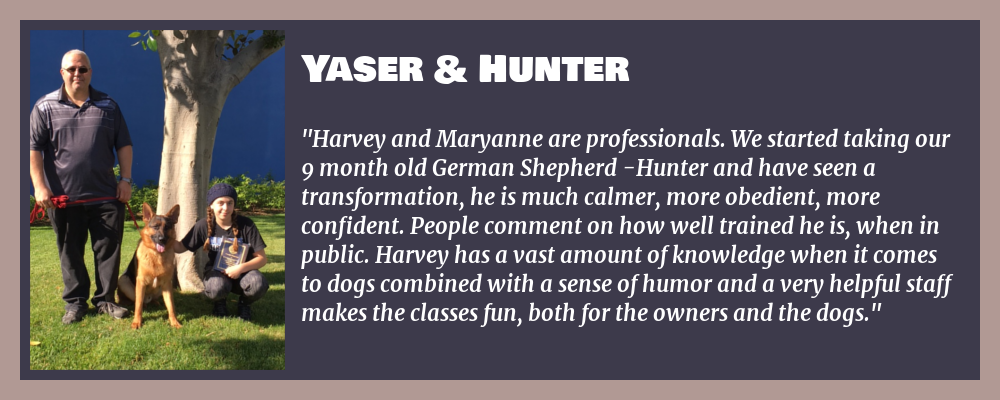 YASER & HUNTER
"Harvey and Maryanne are professionals. We started taking our
9 month old German Shepherd -Hunter and have seen a
transformation, he is much calmer, more obedient, more
confident. People comment on how well trained he is, when in
public. Harvey has a vast amount of knowledge when it comes
to dogs combined with a sense of humor and a very helpful staff
makes the classes fun, both for the owners and the dogs."